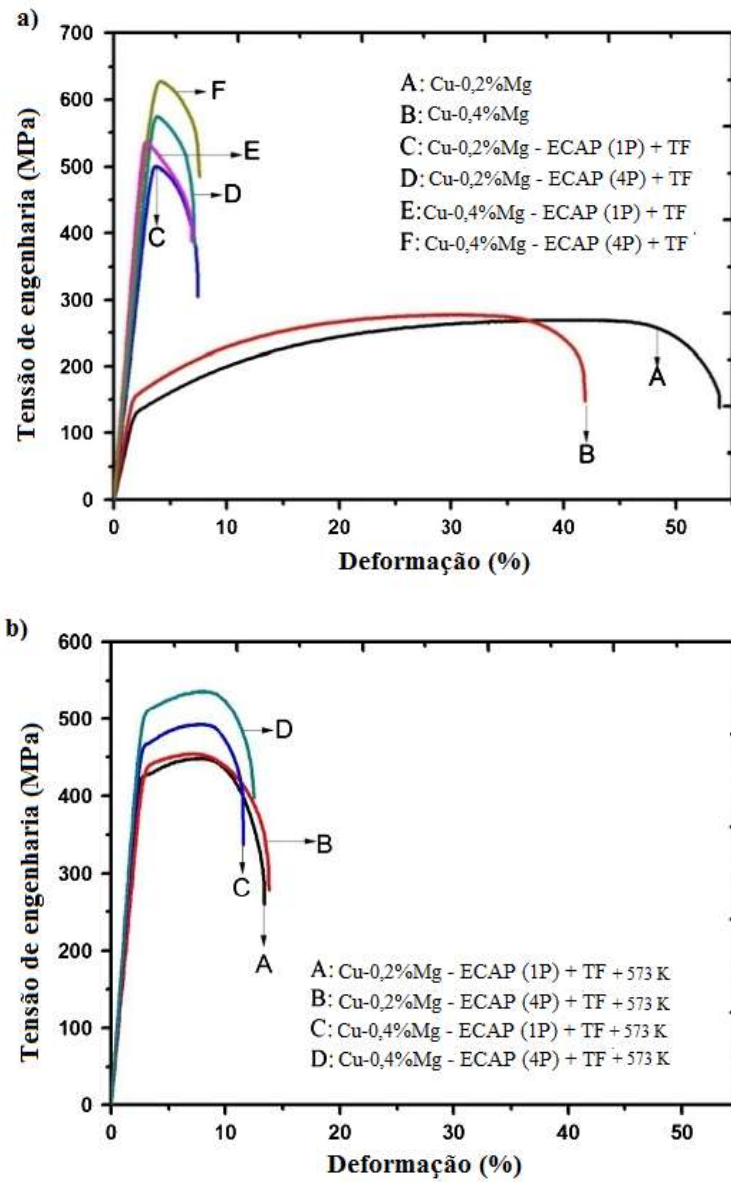 a)
Tensão de engenharia (MPa)
700
600
500
400
300
200
100
0
F
E
D
C
A
B
A: Cu-0,2%Mg
B: Cu-0,4%Mg
C: Cu-0,2%Mg - ECAP (1P) + TF
D: Cu-0,2%Mg - ECAP (4P) + TF
E: Cu-0,4%Mg - ECAP (1P) + TF
F: Cu-0,4%Mg - ECAP (4P) + TF
0 10 20 30 40 50
Deformação (%)
b)
Tensão de engenharia (MPa)
600
500
400
300
200
100
0
D
B
C
A
A: Cu-0,2%Mg - ECAP (1P) + TF + 573 K
B: Cu-0,2%Mg - ECAP (4P) + TF + 573 K
C: Cu-0,4%Mg - ECAP (1P) + TF + 573 K
D: Cu-0,4%Mg - ECAP (4P) + TF + 573 K
0 10 20 30 40 50
Deformação (%)